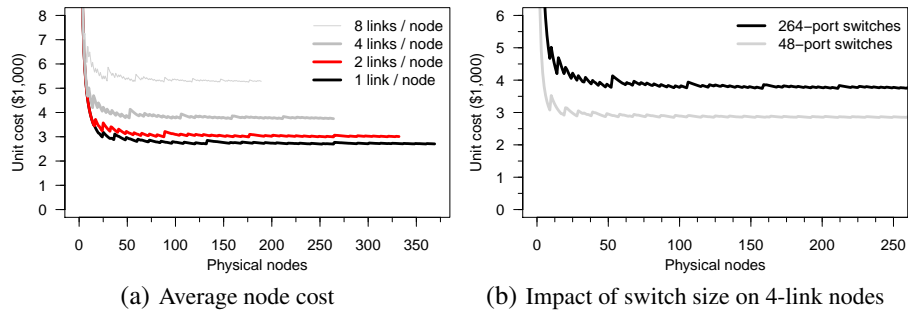 8 links / node
4 links / node
2 links / node
1 link / node
Unit cost ($1,000)
8
7
6
5
4
3
2
1
0
0 50 100 150 200 250 300 350
Physical nodes
(a) Average node cost
264−port switches
48−port switches
Unit cost ($1,000)
6
5
4
3
2
1
0
0 50 100 150 200 250
Physical nodes
(b) Impact of switch size on 4-link nodes